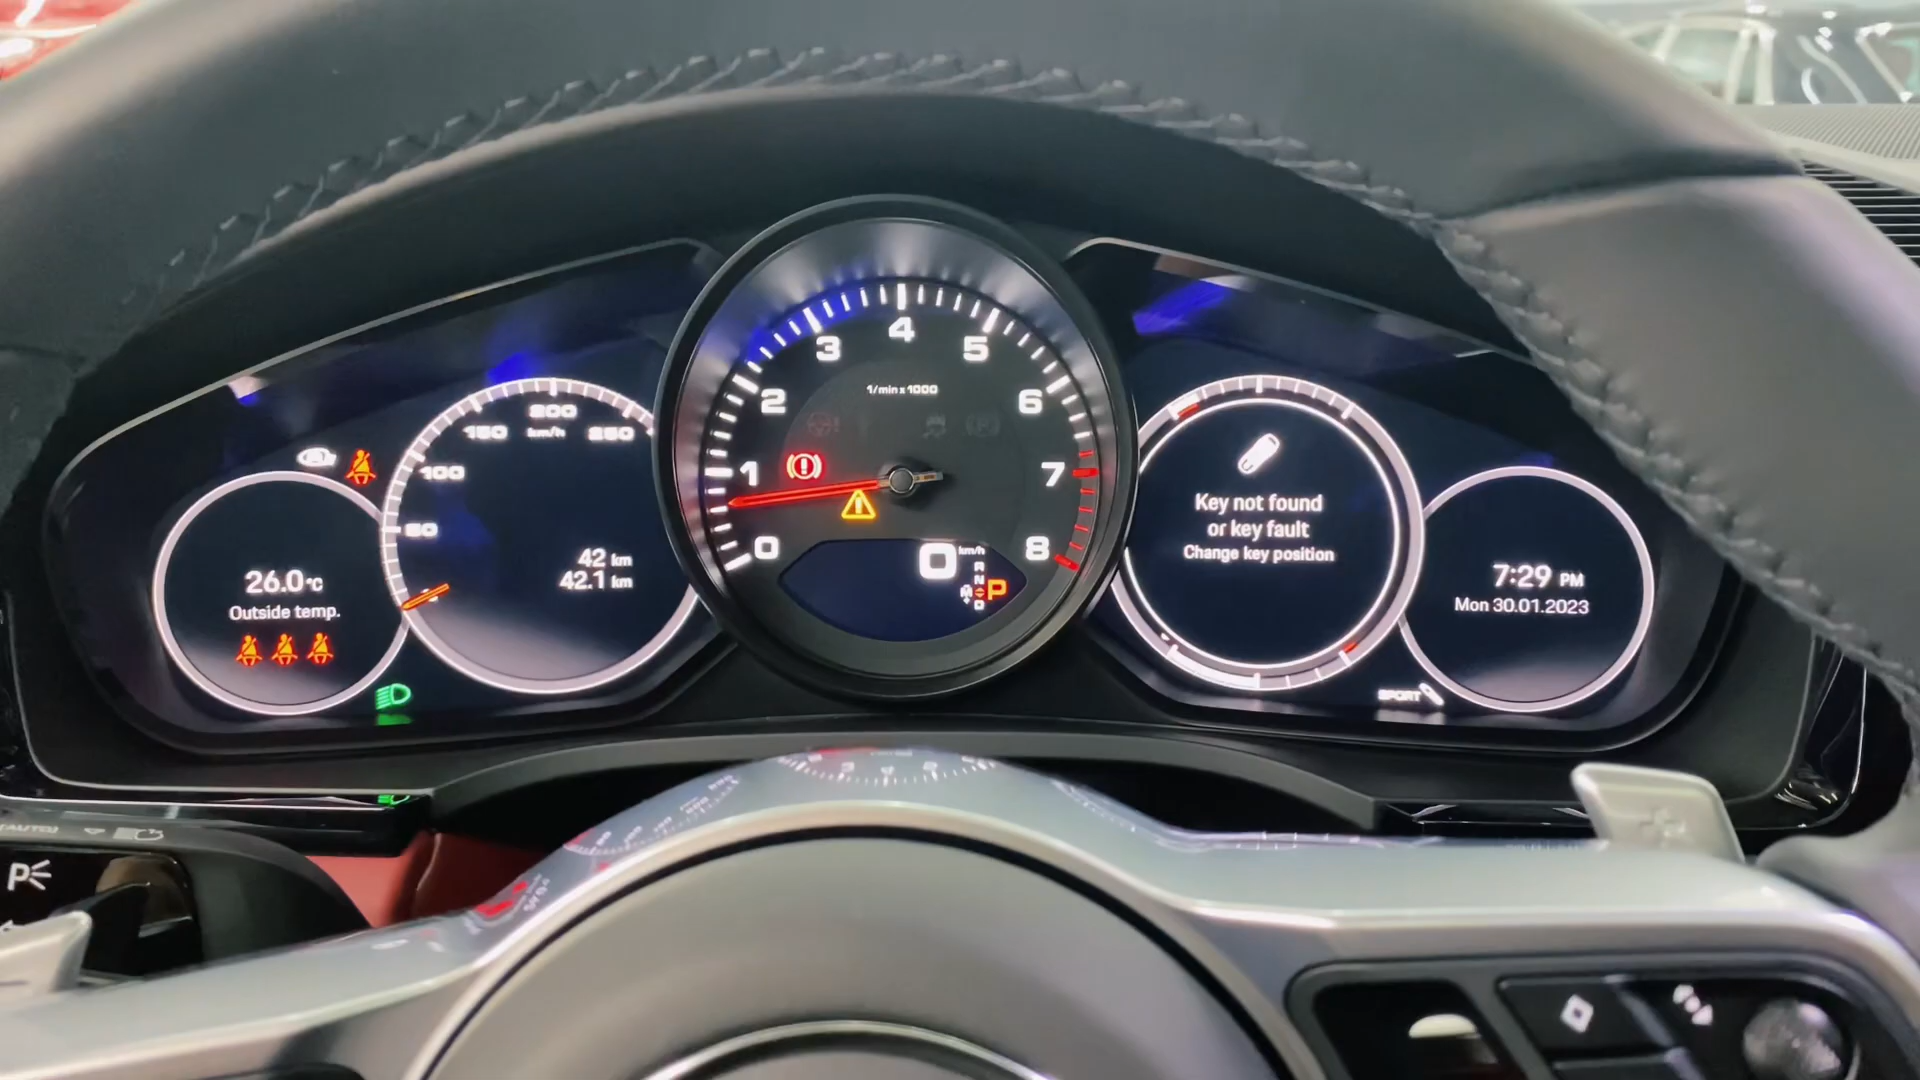 26.0°C
Outside temp.
50
100
150
200
250
km/h
42 km
42.1 km
0
1
2
3
4
5
6
7
8
1/min x 1000
0 km/h
R
N
D
M
P
Key not found
or key fault
Change key position
SPORT
7:29 PM
Mon 30.01.2023
AUTO
P